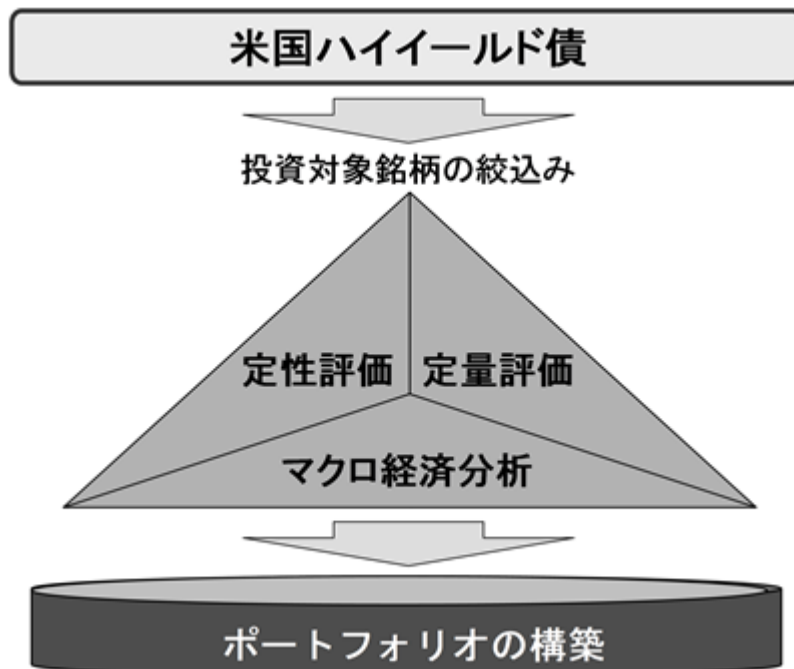 米国ハイイールド債
投資対象銘柄の絞込み
定性評価
定量評価
マクロ経済分析
ポートフォリオの構築